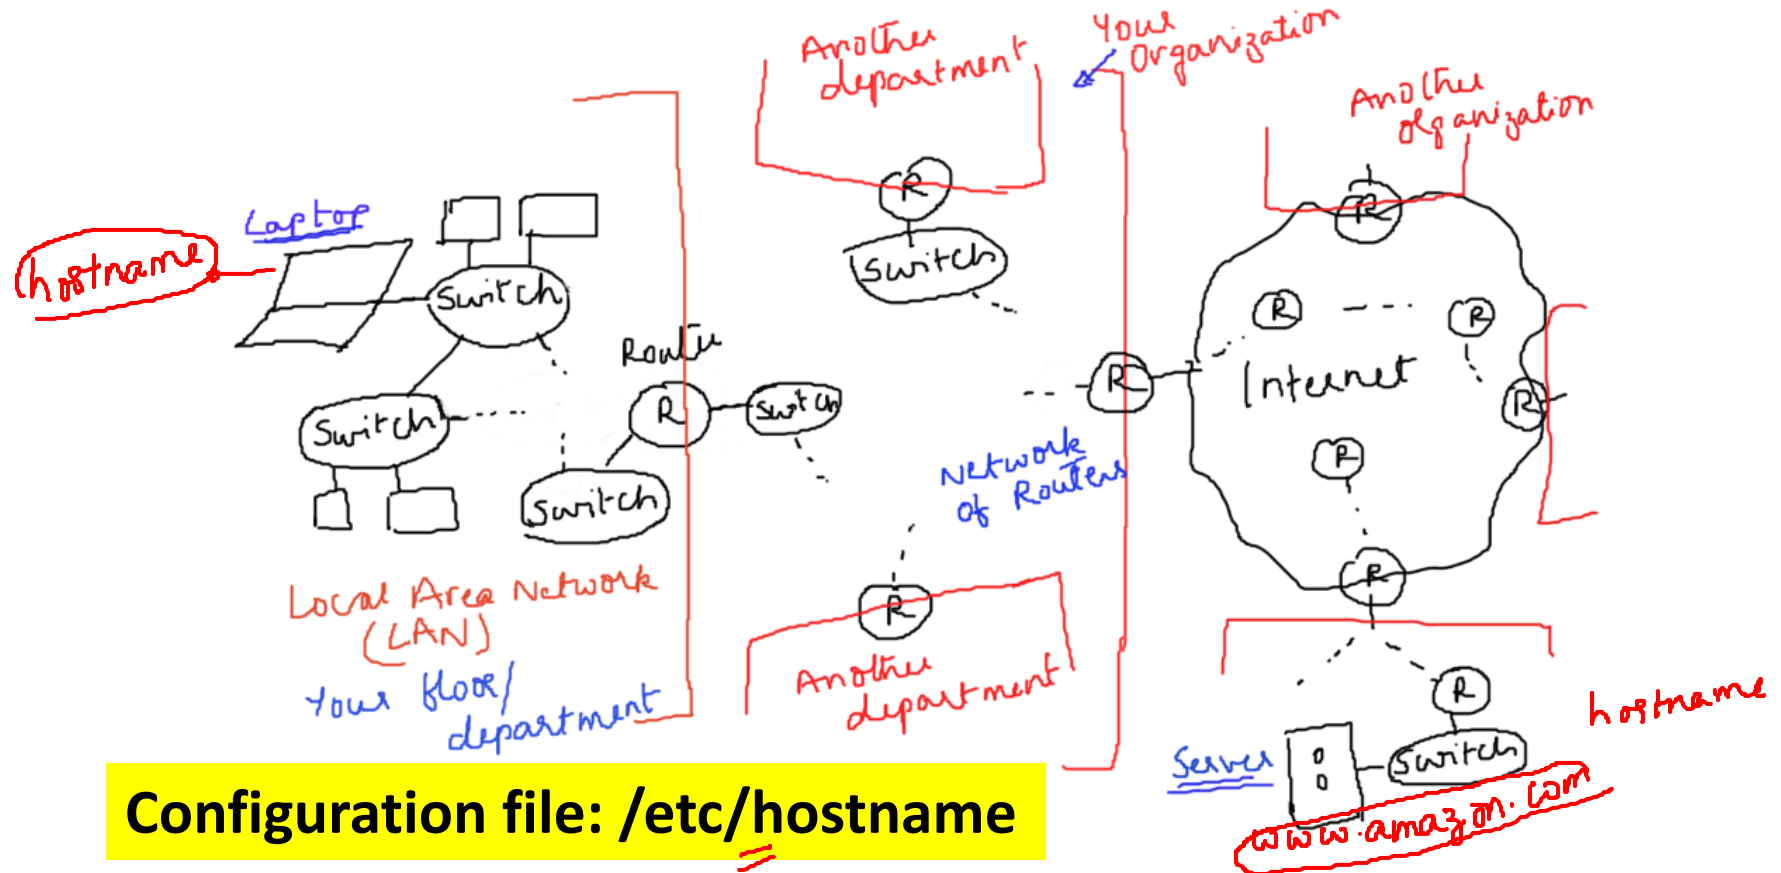 Another
department
Your
Organization
Another
organization
Laptop
hostname
R
R
Switch
Switch
Router
R
R
R
Internet
R
R
Switch
R
Switch
R
Network
of Routers
Switch
R
R
Local Area Network
(LAN)
Your floor/
department
Another
department
R
hostname
Server
Switch
www.amazon.com
Configuration file: /etc/hostname